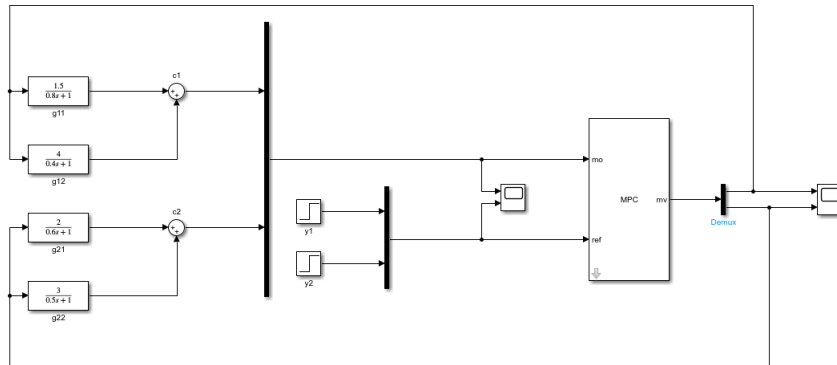 c1
1.5
0.8s + 1
g11
4
0.4s + 1
g12
c2
2
0.6s + 1
g21
3
0.5s + 1
g22
y1
y2
mo
MPC
mv
ref
Demux